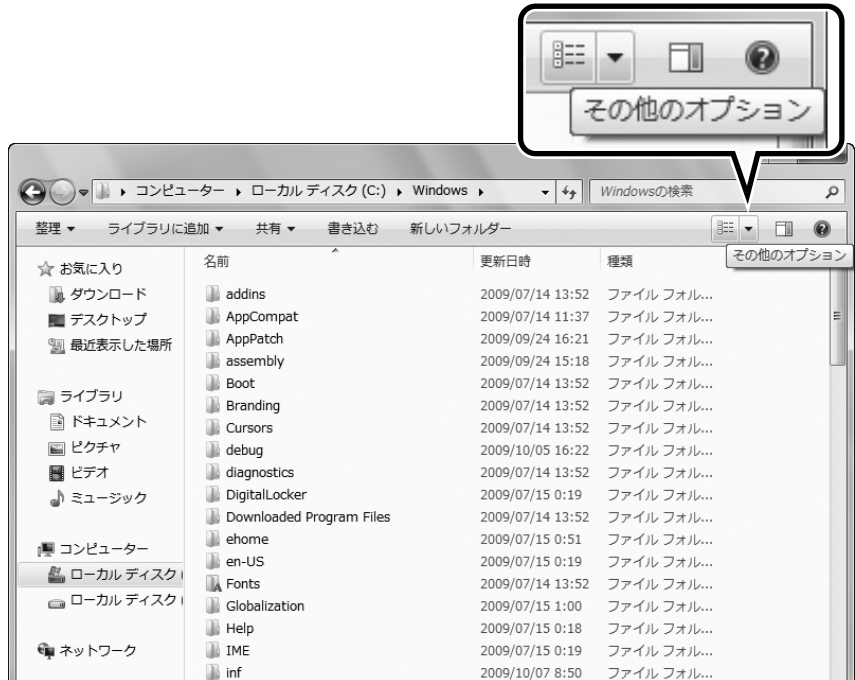 その他のオプション
コンピューター ▸ ローカル ディスク (C:) ▸ Windows ▸
Windowsの検索
整理 ▼ ライブラリに追加 ▼ 共有 ▼ 書き込む 新しいフォルダー
その他のオプション
名前 更新日時 種類
お気に入り
ダウンロード
デスクトップ
最近表示した場所
ライブラリ
ドキュメント
ピクチャ
ビデオ
ミュージック
コンピューター
ローカル ディスク (
ローカル ディスク (
ネットワーク
addins 2009/07/14 13:52 ファイル フォル...
AppCompat 2009/07/14 11:37 ファイル フォル...
AppPatch 2009/09/24 16:21 ファイル フォル...
assembly 2009/09/24 15:18 ファイル フォル...
Boot 2009/07/14 13:52 ファイル フォル...
Branding 2009/07/14 13:52 ファイル フォル...
Cursors 2009/07/14 13:52 ファイル フォル...
debug 2009/10/05 16:22 ファイル フォル...
diagnostics 2009/07/14 13:52 ファイル フォル...
DigitalLocker 2009/07/15 0:19 ファイル フォル...
Downloaded Program Files 2009/07/14 13:52 ファイル フォル...
ehome 2009/07/15 0:51 ファイル フォル...
en-US 2009/07/15 0:19 ファイル フォル...
Fonts 2009/07/14 13:52 ファイル フォル...
Globalization 2009/07/15 1:00 ファイル フォル...
Help 2009/07/15 0:18 ファイル フォル...
IME 2009/07/15 0:19 ファイル フォル...
inf 2009/10/07 8:50 ファイル フォル...